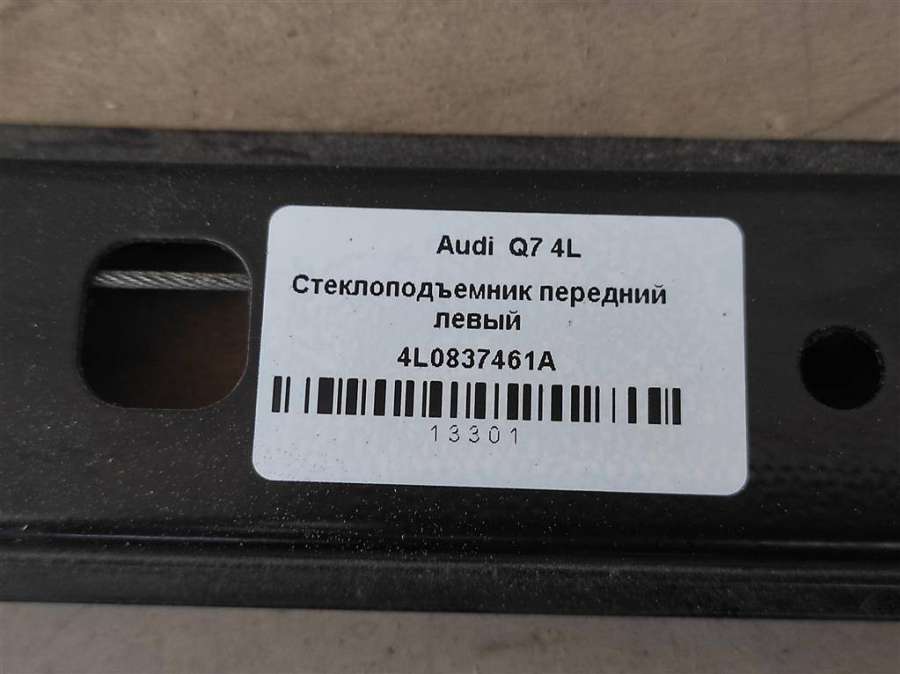 Audi Q7 4L
Стеклоподъемник передний
левый
4L0837461A
13301